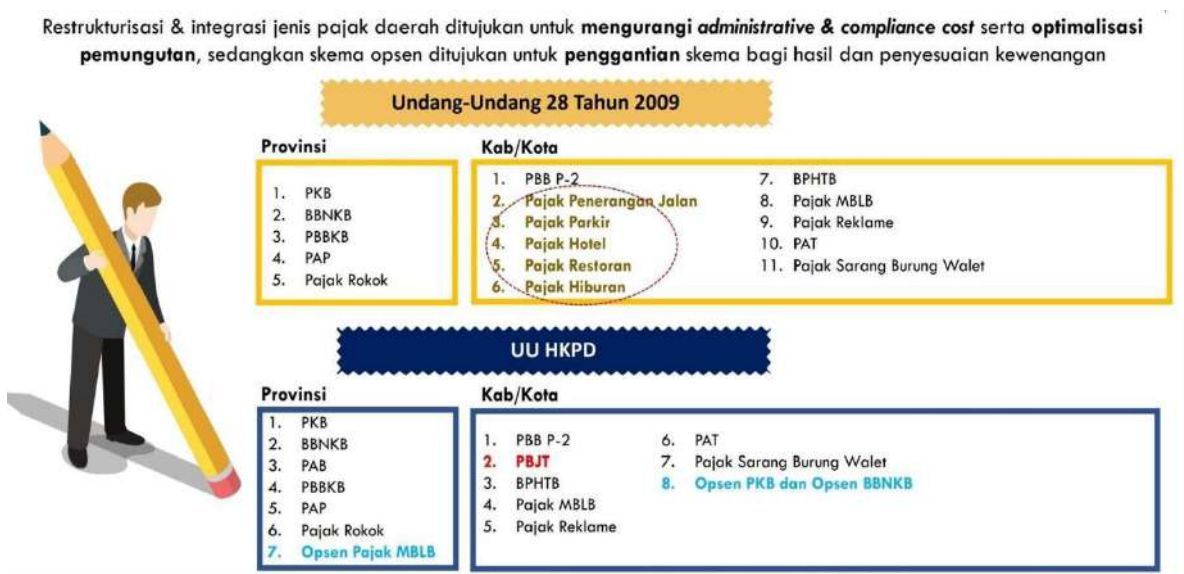 Restrukturisasi & integrasi jenis pajak daerah ditujukan untuk mengurangi administrative & compliance cost serta optimalisasi
pemungutan, sedangkan skema opsen ditujukan untuk penggantian skema bagi hasil dan penyesuaian kewenangan
Undang-Undang 28 Tahun 2009
Provinsi
1. PKB
2. BBNKB
3. PBBKB
4. PAP
5. Pajak Rokok
Kab/Kota
1. PBB P-2
2. Pajak Penerangan Jalan
3. Pajak Parkir
4. Pajak Hotel
5. Pajak Restoran
6. Pajak Hiburan
7. BPHTB
8. Pajak MBLB
9. Pajak Reklame
10. PAT
11. Pajak Sarang Burung Walet
UU HKPD
Provinsi
1. PKB
2. BBNKB
3. PAB
4. PBBKB
5. PAP
6. Pajak Rokok
7. Opsen Pajak MBLB
Kab/Kota
1. PBB P-2
2. PBJT
3. BPHTB
4. Pajak MBLB
5. Pajak Reklame
6. PAT
7. Pajak Sarang Burung Walet
8. Opsen PKB dan Opsen BBNKB